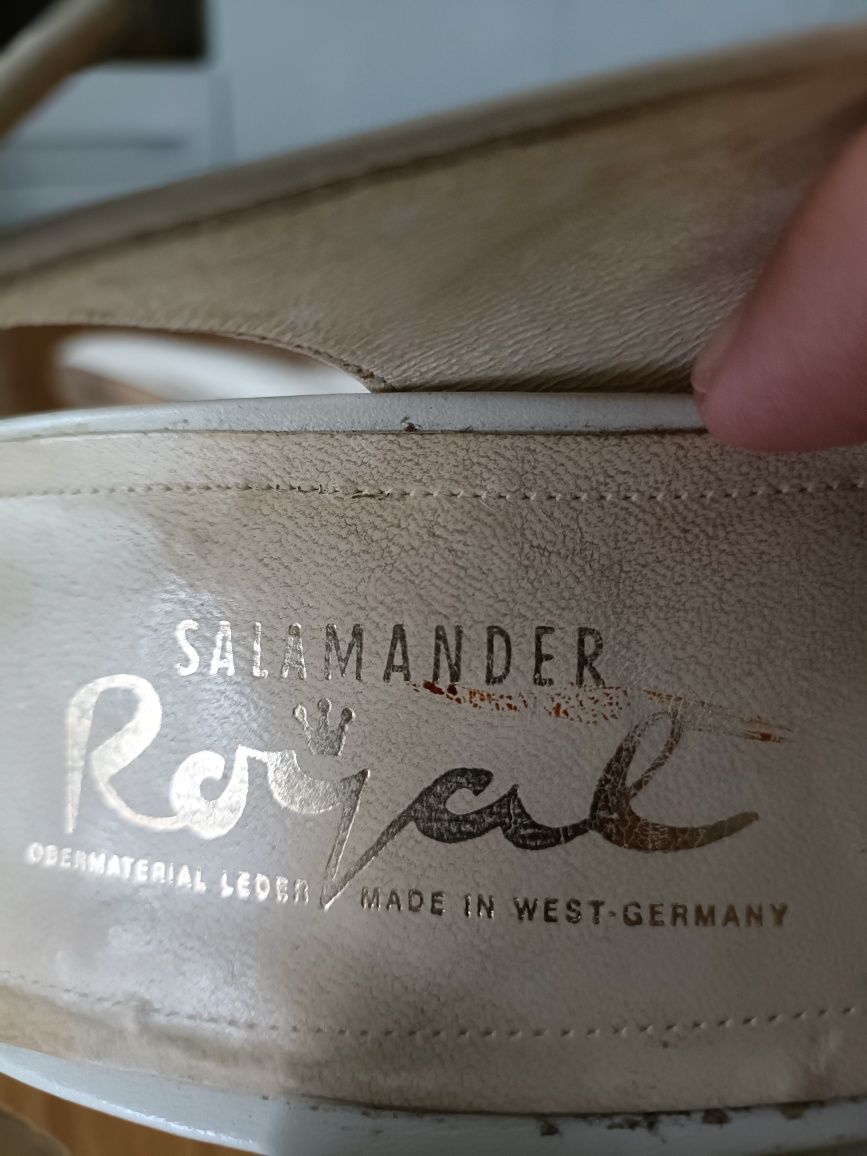 SALAMANDER
Royal
OBERMATERIAL LEDER MADE IN WEST-GERMANY